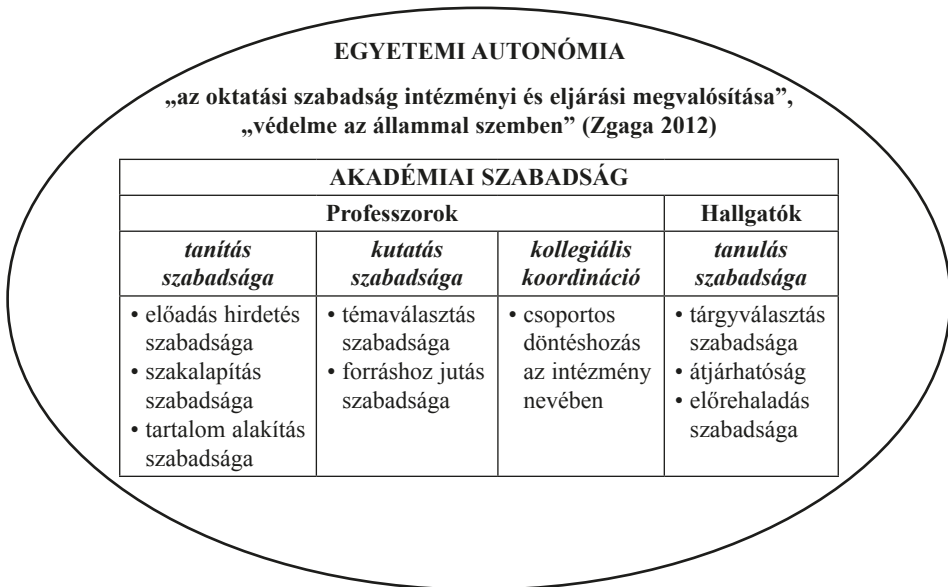 EGYETEMI AUTONÓMIA
„az oktatási szabadság intézményi és eljárási megvalósítása”,
„védelme az állammal szemben” (Zgaga 2012)
AKADÉMIAI SZABADSÁG
Professzorok
Hallgatók
tanítás
szabadsága
kutatás
szabadsága
kollegiális
koordináció
tanulás
szabadsága
• előadás hirdetés
szabadsága
• szakalapítás
szabadsága
• tartalom alakítás
szabadsága
• témaválasztás
szabadsága
• forráshoz jutás
szabadsága
• csoportos
döntéshozás
az intézmény
nevében
• tárgyválasztás
szabadsága
• átjárhatóság
• előrehaladás
szabadsága